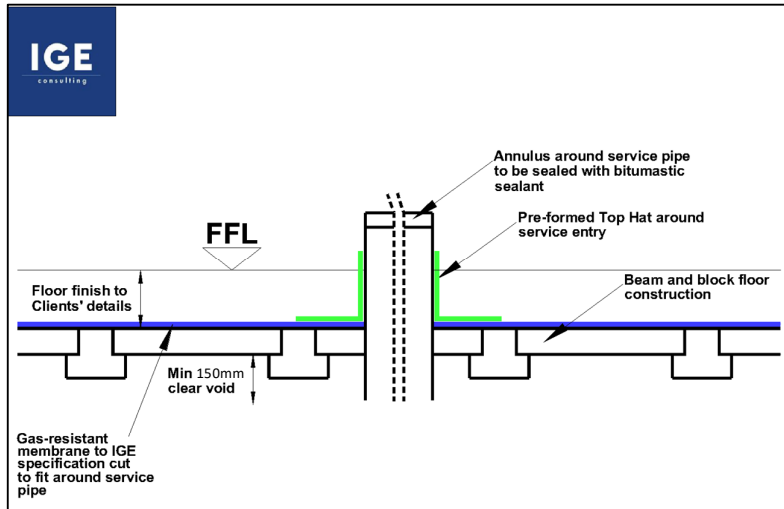 IGE
consulting
Annulus around service pipe
to be sealed with bitumastic
sealant
Pre-formed Top Hat around
service entry
FFL
Floor finish to
Clients' details
Beam and block floor
construction
Min 150mm
clear void
Gas-resistant
membrane to IGE
specification cut
to fit around service
pipe